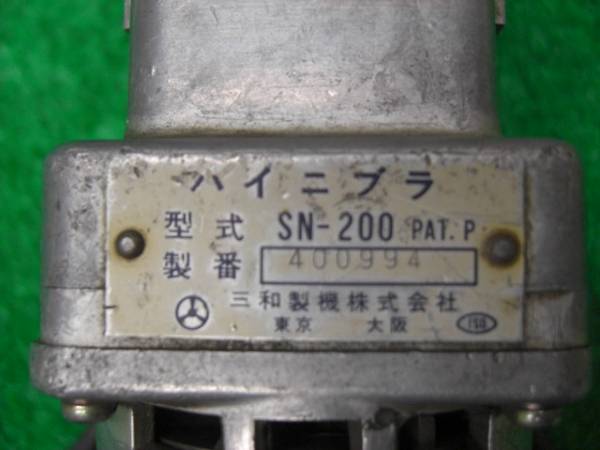 ハイニブラ
型式 SN-200 PAT. P
製番 400994
三和製機株式会社
東京 大阪